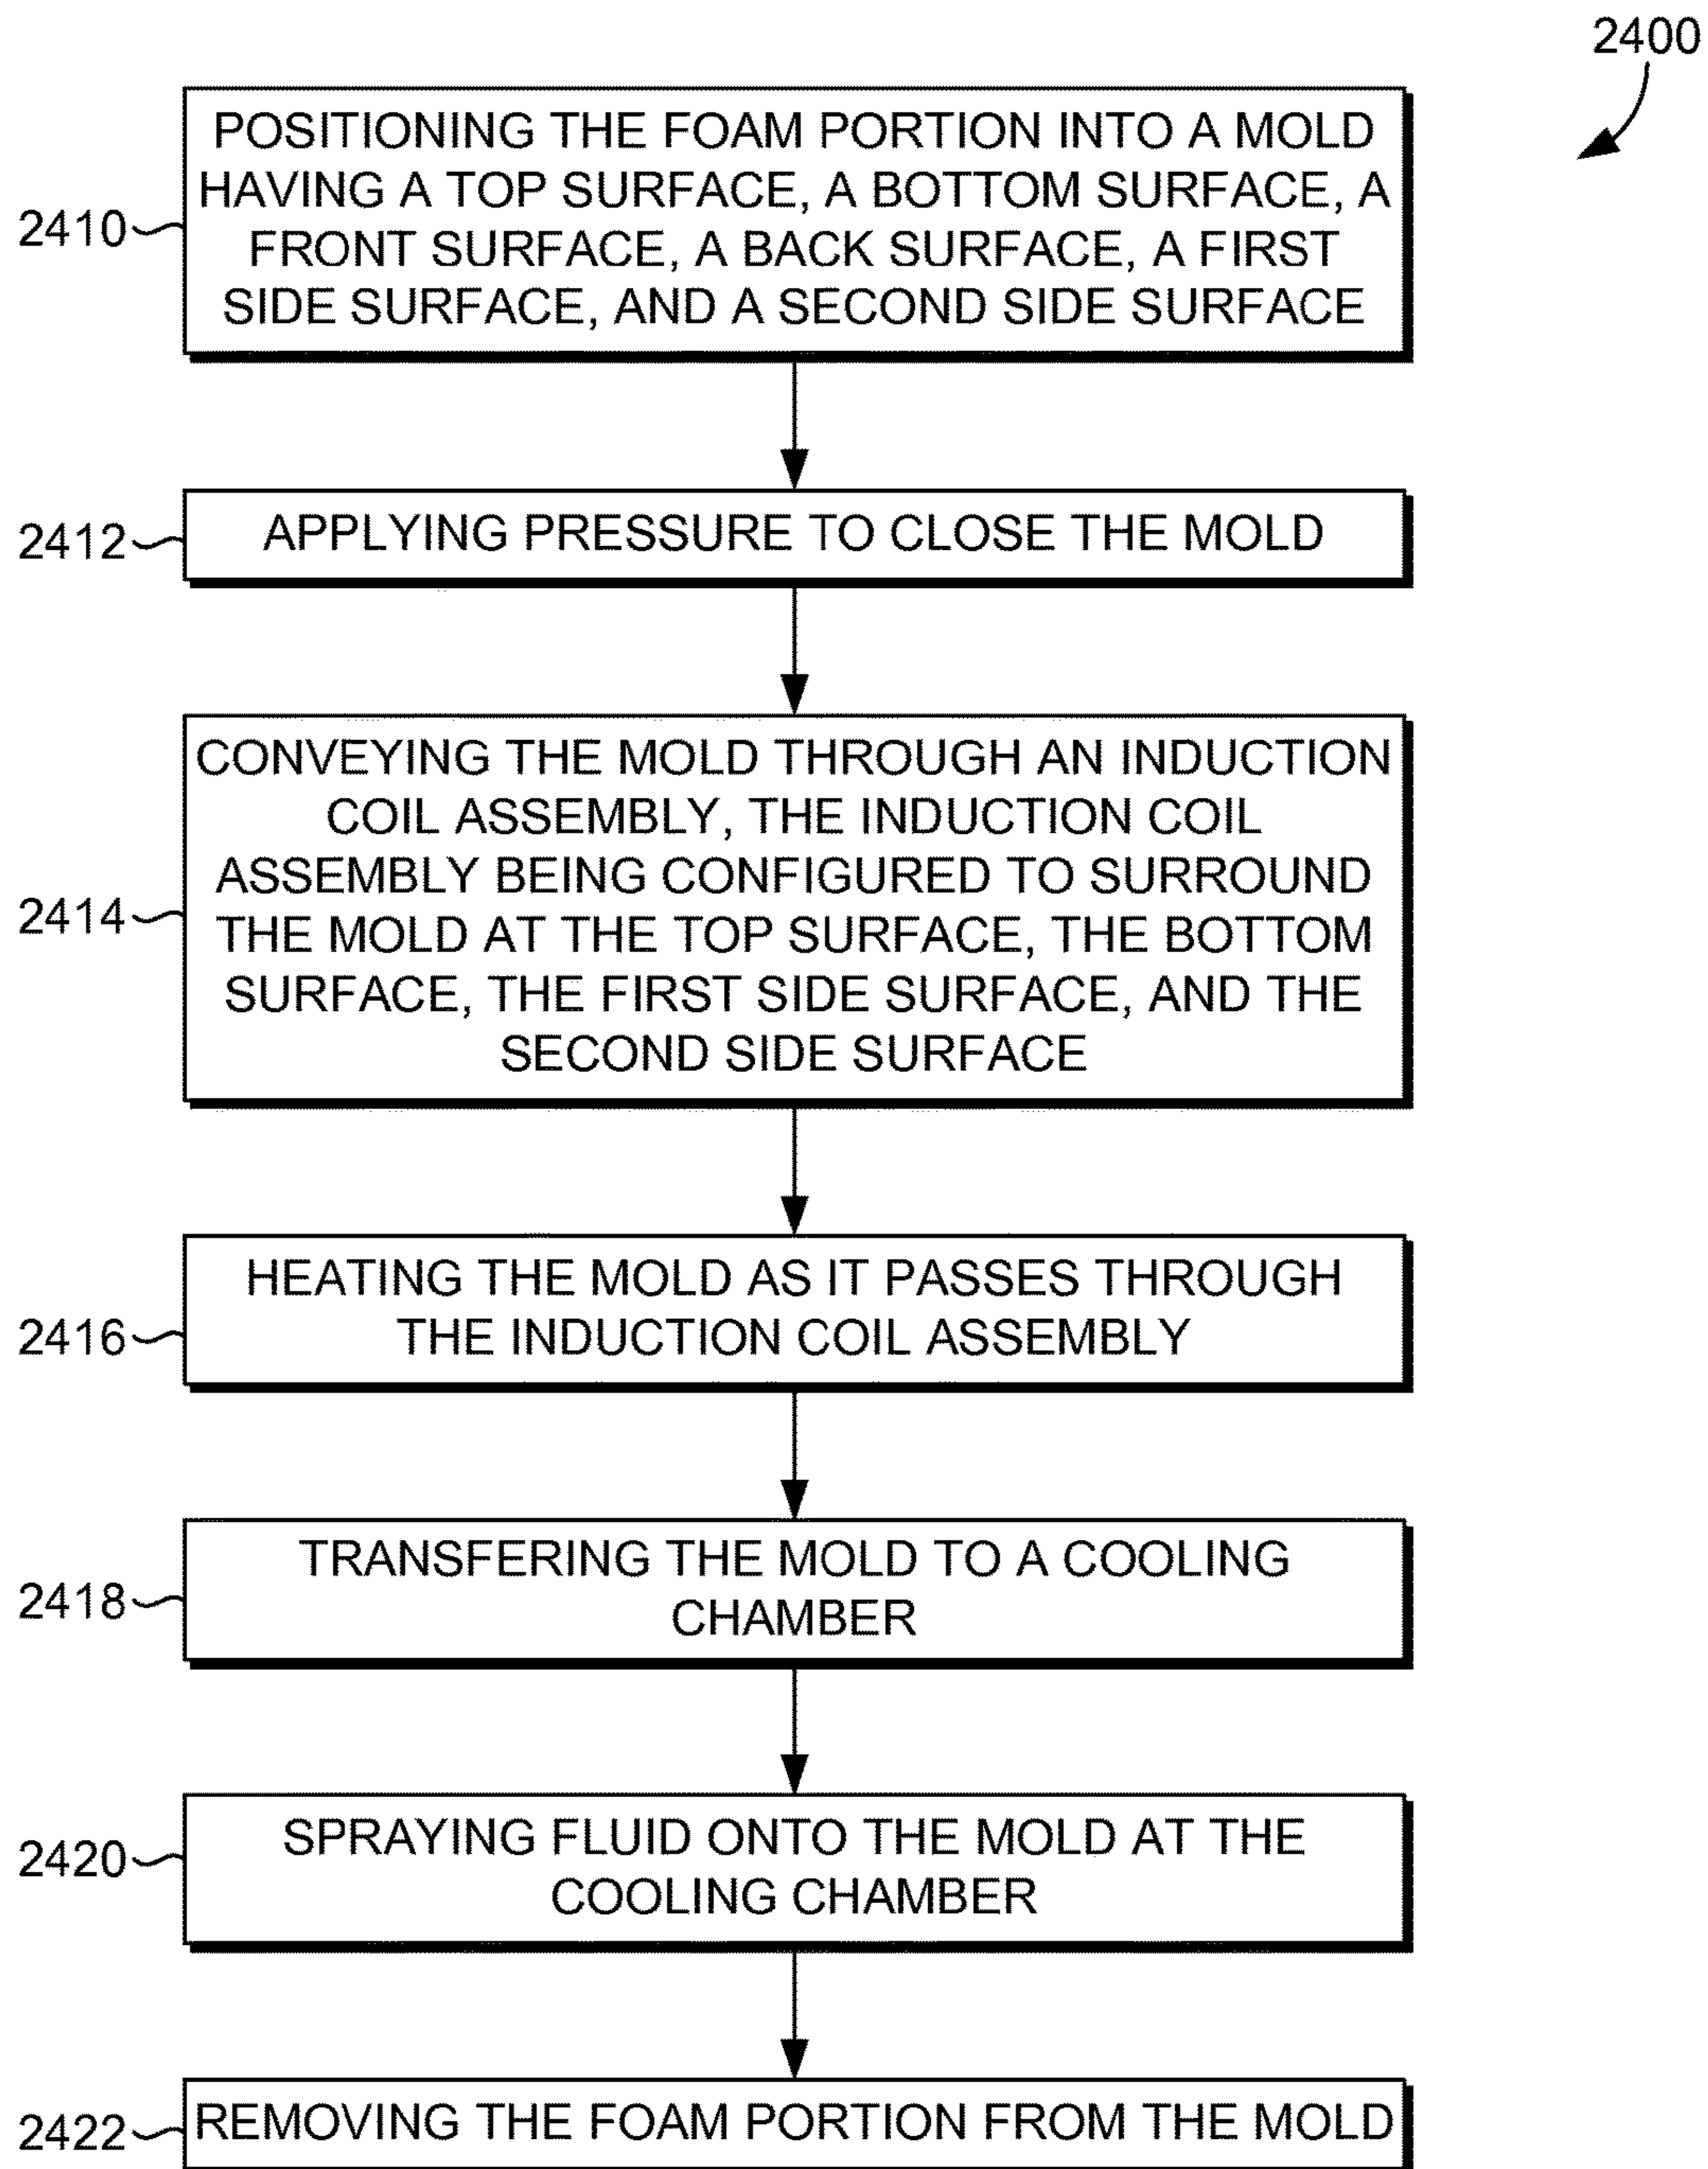 2400
POSITIONING THE FOAM PORTION INTO A MOLD
HAVING A TOP SURFACE, A BOTTOM SURFACE, A
FRONT SURFACE, A BACK SURFACE, A FIRST
SIDE SURFACE, AND A SECOND SIDE SURFACE
2410
APPLYING PRESSURE TO CLOSE THE MOLD
2412
CONVEYING THE MOLD THROUGH AN INDUCTION
COIL ASSEMBLY, THE INDUCTION COIL
ASSEMBLY BEING CONFIGURED TO SURROUND
THE MOLD AT THE TOP SURFACE, THE BOTTOM
SURFACE, THE FIRST SIDE SURFACE, AND THE
SECOND SIDE SURFACE
2414
HEATING THE MOLD AS IT PASSES THROUGH
THE INDUCTION COIL ASSEMBLY
2416
TRANSFERING THE MOLD TO A COOLING
CHAMBER
2418
SPRAYING FLUID ONTO THE MOLD AT THE
COOLING CHAMBER
2420
REMOVING THE FOAM PORTION FROM THE MOLD
2422